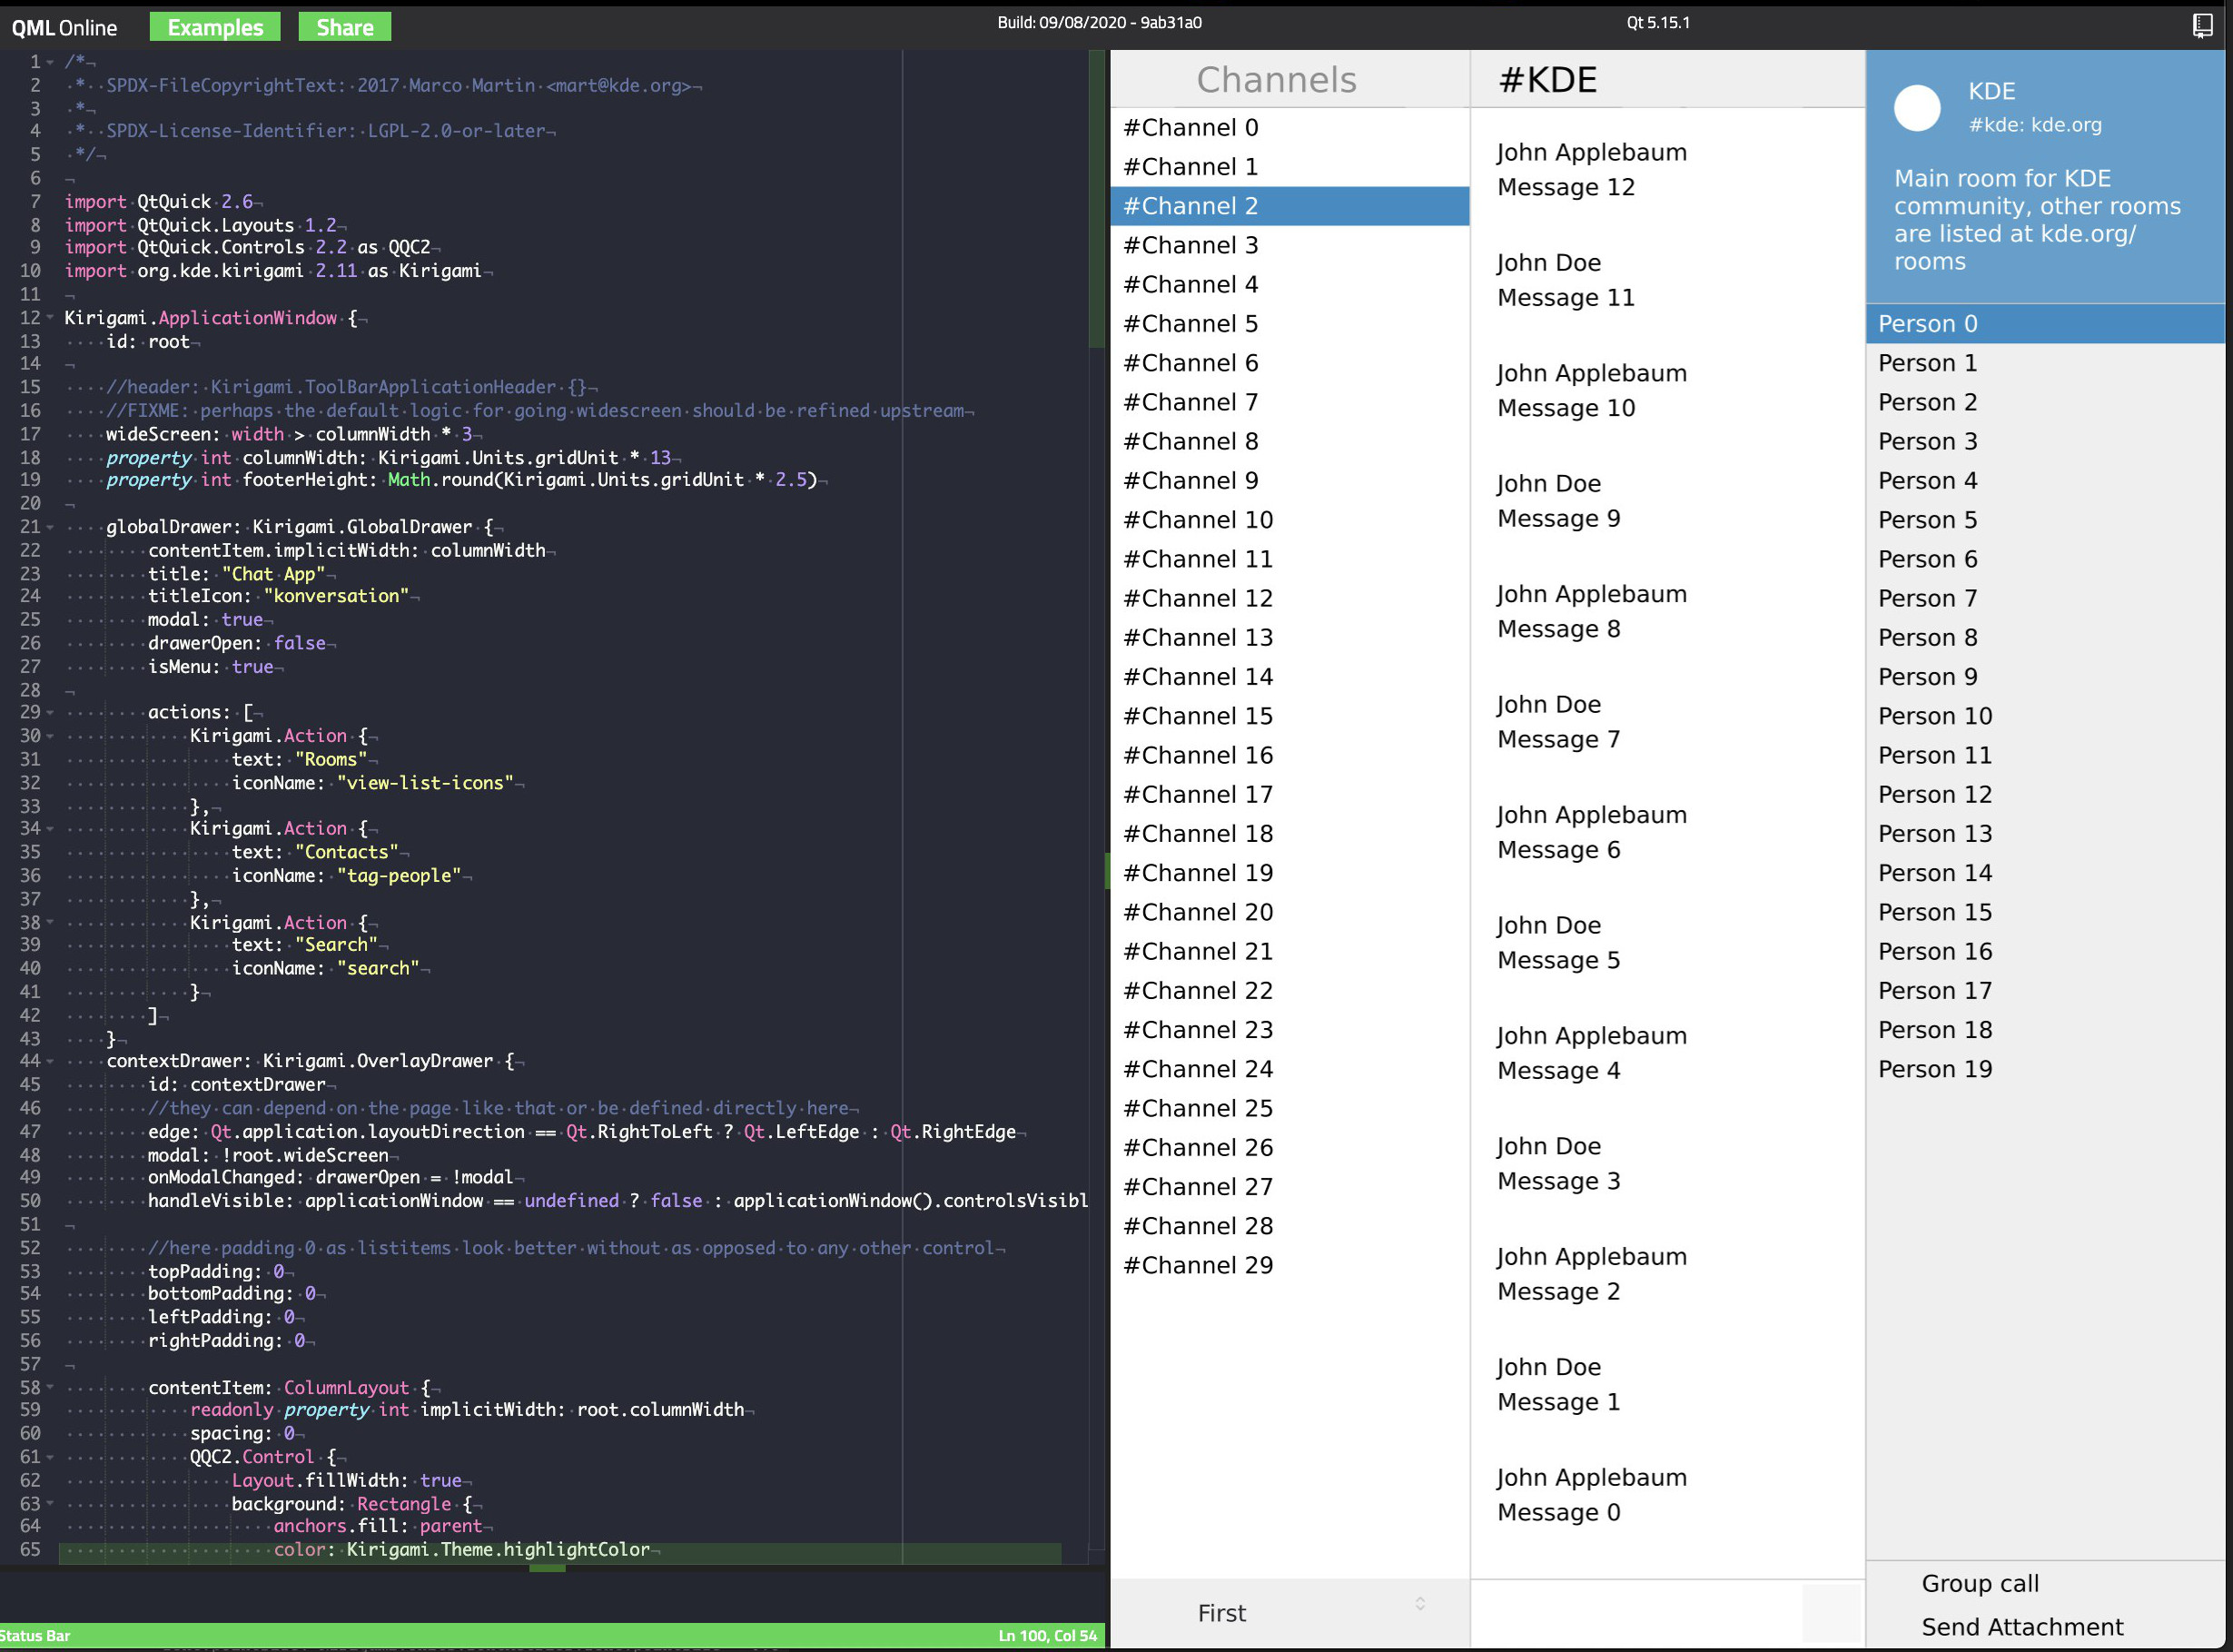 QML Online Examples Share Build: 09/08/2020 - 9ab31a0 Qt 5.15.1
1 /*
2 * SPDX-FileCopyrightText: 2017 Marco Martin <mart@kde.org>
3 *
4 * SPDX-License-Identifier: LGPL-2.0-or-later
5 */
6
7 import QtQuick 2.6
8 import QtQuick.Layouts 1.2
9 import QtQuick.Controls 2.2 as QQC2
10 import org.kde.kirigami 2.11 as Kirigami
11
12 Kirigami.ApplicationWindow {
13 id: root
14
15 //header: Kirigami.ToolBarApplicationHeader {}
16 //FIXME: perhaps the default logic for going widescreen should be refined upstream
17 wideScreen: width > columnWidth * 3
18 property int columnWidth: Kirigami.Units.gridUnit * 13
19 property int footerHeight: Math.round(Kirigami.Units.gridUnit * 2.5)
20
21 globalDrawer: Kirigami.GlobalDrawer {
22 contentItem.implicitWidth: columnWidth
23 title: "Chat App"
24 titleIcon: "konversation"
25 modal: true
26 drawerOpen: false
27 isMenu: true
28
29 actions: [
30 Kirigami.Action {
31 text: "Rooms"
32 iconName: "view-list-icons"
33 },
34 Kirigami.Action {
35 text: "Contacts"
36 iconName: "tag-people"
37 },
38 Kirigami.Action {
39 text: "Search"
40 iconName: "search"
41 }
42 ]
43 }
44 contextDrawer: Kirigami.OverlayDrawer {
45 id: contextDrawer
46 //they can depend on the page like that or be defined directly here
47 edge: Qt.application.layoutDirection == Qt.RightToLeft ? Qt.LeftEdge : Qt.RightEdge
48 modal: !root.wideScreen
49 onModalChanged: drawerOpen = !modal
50 handleVisible: applicationWindow == undefined ? false : applicationWindow().controlsVisibl
51
52 //here padding 0 as listitems look better without as opposed to any other control
53 topPadding: 0
54 bottomPadding: 0
55 leftPadding: 0
56 rightPadding: 0
57
58 contentItem: ColumnLayout {
59 readonly property int implicitWidth: root.columnWidth
60 spacing: 0
61 QQC2.Control {
62 Layout.fillWidth: true
63 background: Rectangle {
64 anchors.fill: parent
65 color: Kirigami.Theme.highlightColor
Status Bar Ln 100, Col 54
Channels
#Channel 0
#Channel 1
#Channel 2
#Channel 3
#Channel 4
#Channel 5
#Channel 6
#Channel 7
#Channel 8
#Channel 9
#Channel 10
#Channel 11
#Channel 12
#Channel 13
#Channel 14
#Channel 15
#Channel 16
#Channel 17
#Channel 18
#Channel 19
#Channel 20
#Channel 21
#Channel 22
#Channel 23
#Channel 24
#Channel 25
#Channel 26
#Channel 27
#Channel 28
#Channel 29
First
#KDE
John Applebaum
Message 12
John Doe
Message 11
John Applebaum
Message 10
John Doe
Message 9
John Applebaum
Message 8
John Doe
Message 7
John Applebaum
Message 6
John Doe
Message 5
John Applebaum
Message 4
John Doe
Message 3
John Applebaum
Message 2
John Doe
Message 1
John Applebaum
Message 0
KDE
#kde: kde.org
Main room for KDE
community, other rooms
are listed at kde.org/
rooms
Person 0
Person 1
Person 2
Person 3
Person 4
Person 5
Person 6
Person 7
Person 8
Person 9
Person 10
Person 11
Person 12
Person 13
Person 14
Person 15
Person 16
Person 17
Person 18
Person 19
Group call
Send Attachment